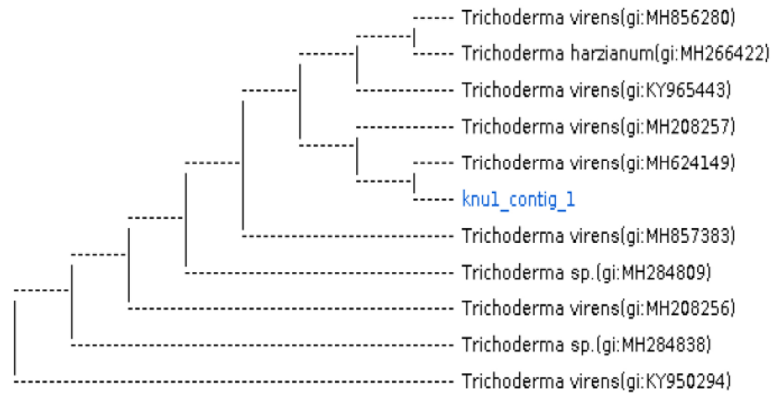 Trichoderma virens(gi:MH856280)
Trichoderma harzianum(gi:MH266422)
Trichoderma virens(gi:KY965443)
Trichoderma virens(gi:MH208257)
Trichoderma virens(gi:MH624149)
knu1_contig_1
Trichoderma virens(gi:MH857383)
Trichoderma sp.(gi:MH284809)
Trichoderma virens(gi:MH208256)
Trichoderma sp.(gi:MH284838)
Trichoderma virens(gi:KY950294)